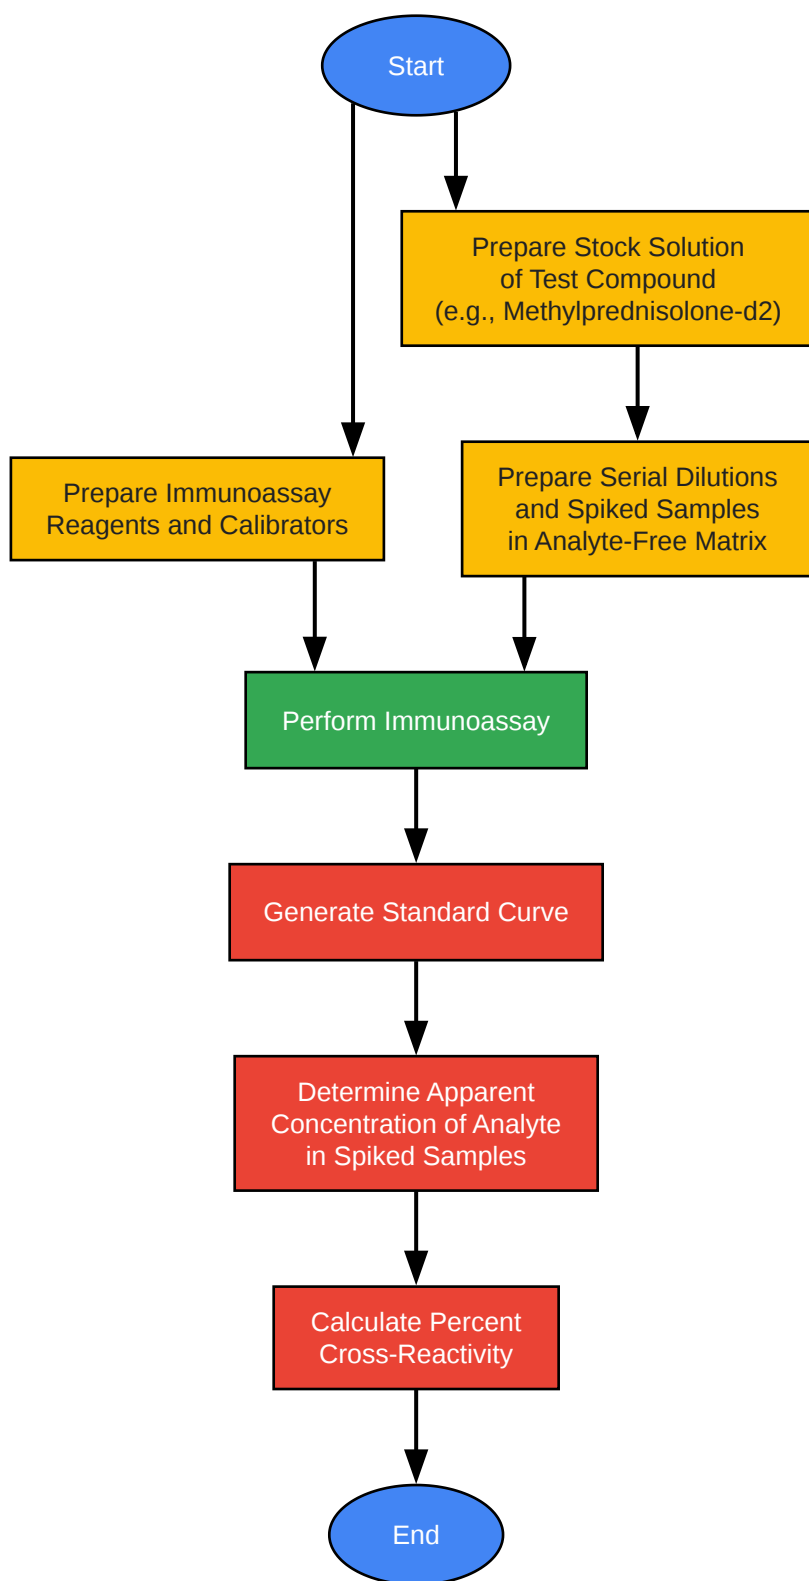 Start
Prepare Stock Solution
of Test Compound
(e.g., Methylprednisolone-d2)
Prepare Immunoassay
Reagents and Calibrators
Prepare Serial Dilutions
and Spiked Samples
in Analyte-Free Matrix
Perform Immunoassay
Generate Standard Curve
Determine Apparent
Concentration of Analyte
in Spiked Samples
Calculate Percent
Cross-Reactivity
End